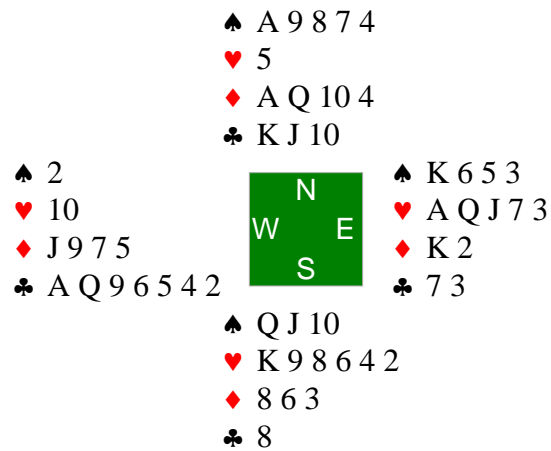 ♠ A 9 8 7 4
♥ 5
♦ A Q 10 4
♣ K J 10
♠ 2
♥ 10
♦ J 9 7 5
♣ A Q 9 6 5 4 2
N
W E
S
♠ K 6 5 3
♥ A Q J 7 3
♦ K 2
♣ 7 3
♠ Q J 10
♥ K 9 8 6 4 2
♦ 8 6 3
♣ 8